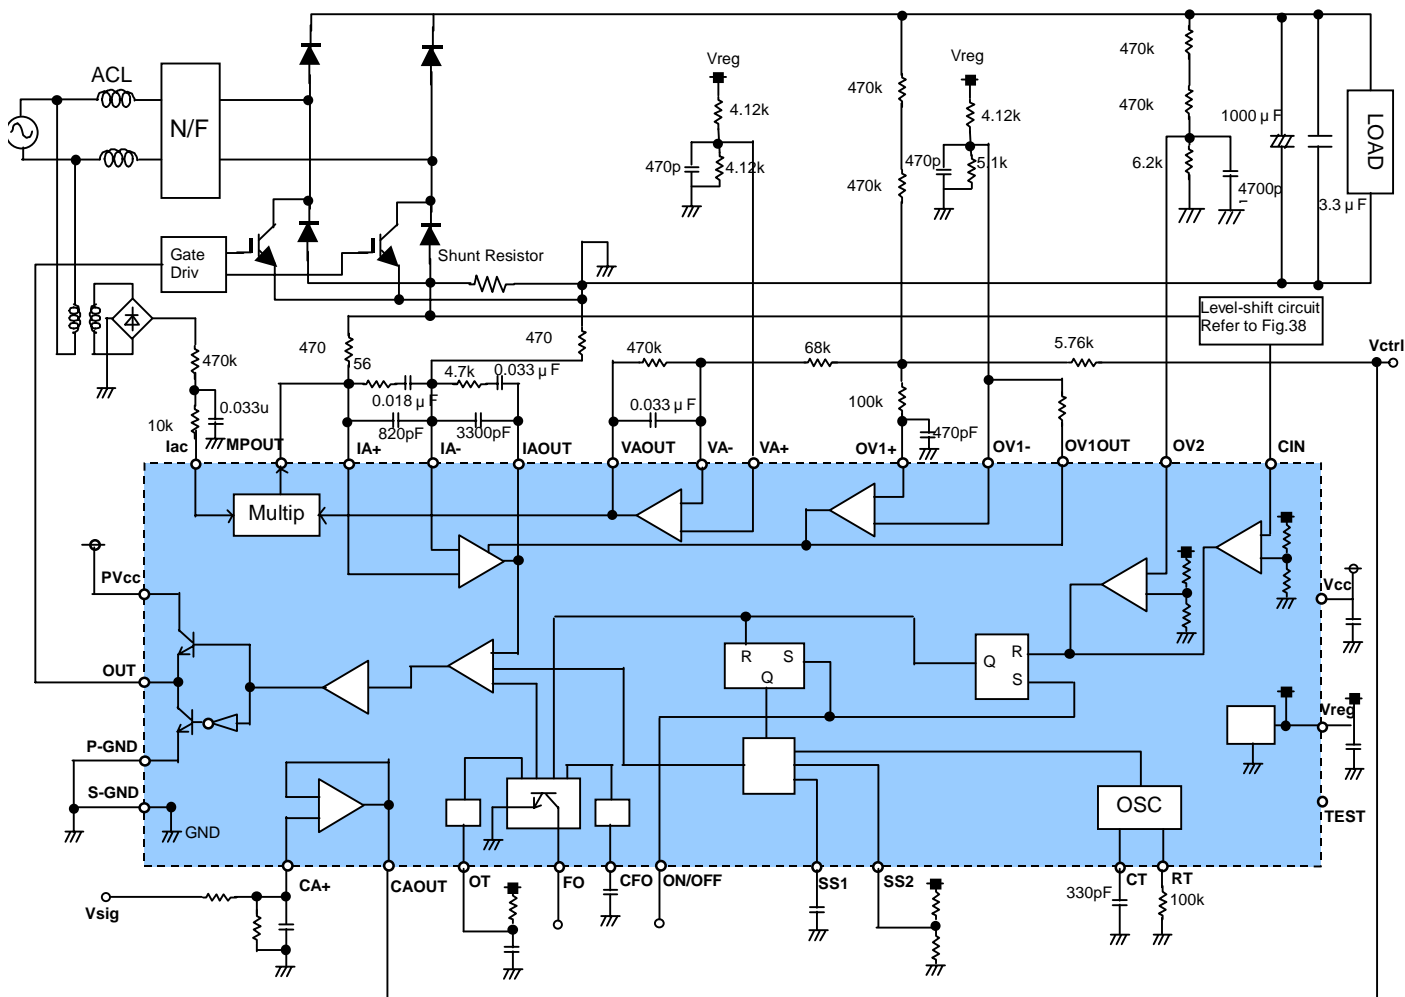 ACL
N/F
Vreg
4.12k
470p
4.12k
470k
470k
Vreg
4.12k
470p
5.1k
470k
470k
6.2k
4700p
1000 μ F
3.3 μ F
LOAD
Gate
Driv
Shunt Resistor
Level-shift circuit
Refer to Fig.38
Vctrl
470k
0.033u
10k
470
56
0.018 μ F
820pF
4.7k
0.033 μ F
3300pF
470
470k
0.033 μ F
68k
100k
470pF
5.76k
Iac
MPOUT
IA+
IA-
IAOUT
VAOUT
VA-
VA+
OV1+
OV1-
OV1OUT
OV2
CIN
Multip
PVcc
OUT
P-GND
S-GND
GND
R
S
Q
Q
R
S
Vcc
Vreg
OSC
TEST
CA+
CAOUT
OT
FO
CFO
ON/OFF
SS1
SS2
CT
RT
330pF
100k
Vsig